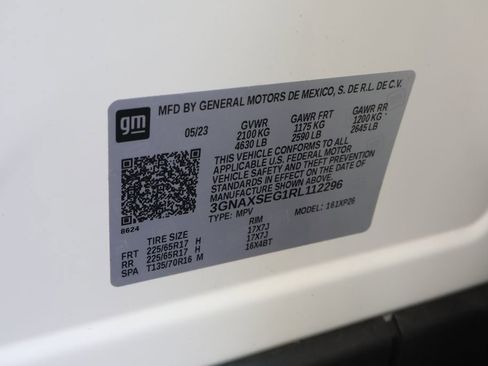 gm
MFD BY GENERAL MOTORS DE MEXICO, S. DE R.L. DE C.V.
05/23 GVWR GAWR FRT GAWR RR
2100 KG 1175 KG 1200 KG
4630 LB 2590 LB 2645 LB
THIS VEHICLE CONFORMS TO ALL
APPLICABLE U.S. FEDERAL MOTOR
VEHICLE SAFETY AND THEFT PREVENTION
STANDARDS IN EFFECT ON THE DATE OF
MANUFACTURE SHOWN ABOVE.
3GNAXSEG1RL112296
TYPE: MPV MODEL: 161XP26
8624
TIRE SIZE RIM
FRT 225/65R17 H 17X7J
RR 225/65R17 H 17X7J
SPA T135/70R16 M 16X4BT